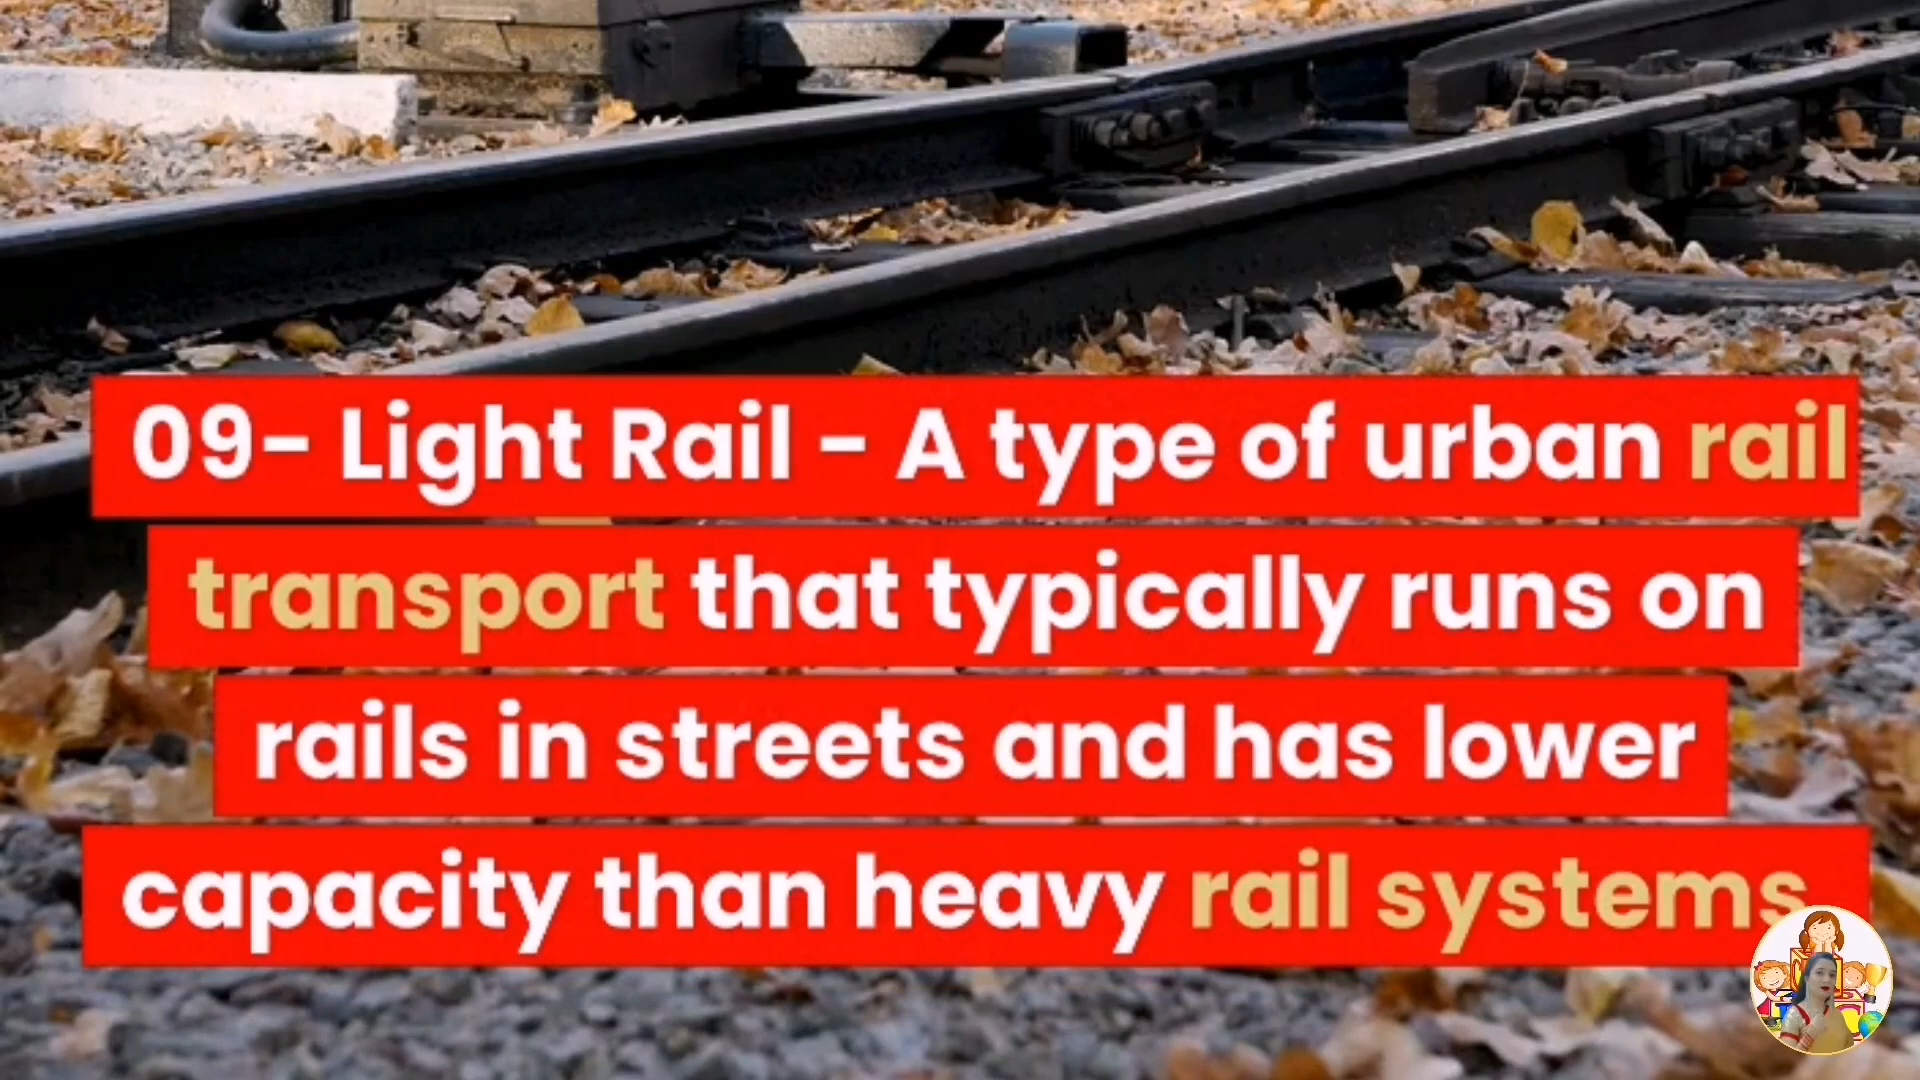 09- Light Rail - A type of urban rail
transport that typically runs on
rails in streets and has lower
capacity than heavy rail systems